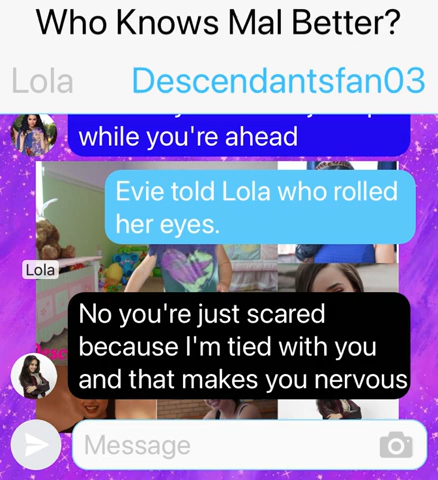 Who Knows Mal Better?
Lola Descendantsfan03
while you're ahead
Evie told Lola who rolled
her eyes.
Lola
No you're just scared
because I'm tied with you
and that makes you nervous
Message